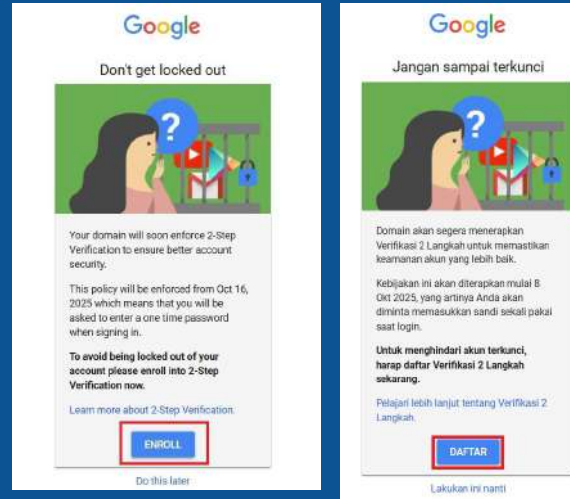 Google
Don't get locked out
?
Your domain will soon enforce 2-Step
Verification to ensure better account
security.
This policy will be enforced from Oct 16,
2025 which means that you will be
asked to enter a one time password
when signing in.
To avoid being locked out of your
account please enroll into 2-Step
Verification now.
Learn more about 2-Step Verification.
ENROLL
Do this later
Google
Jangan sampai terkunci
?
Domain akan segera menerapkan
Verifikasi 2 Langkah untuk memastikan
keamanan akun yang lebih baik.
Kebijakan ini akan diterapkan mulai 8
Okt 2025, yang artinya Anda akan
diminta memasukkan sandi sekali pakai
saat login.
Untuk menghindari akun terkunci,
harap daftar Verifikasi 2 Langkah
sekarang.
Pelajari lebih lanjut tentang Verifikasi 2
Langkah.
DAFTAR
Lakukan ini nanti